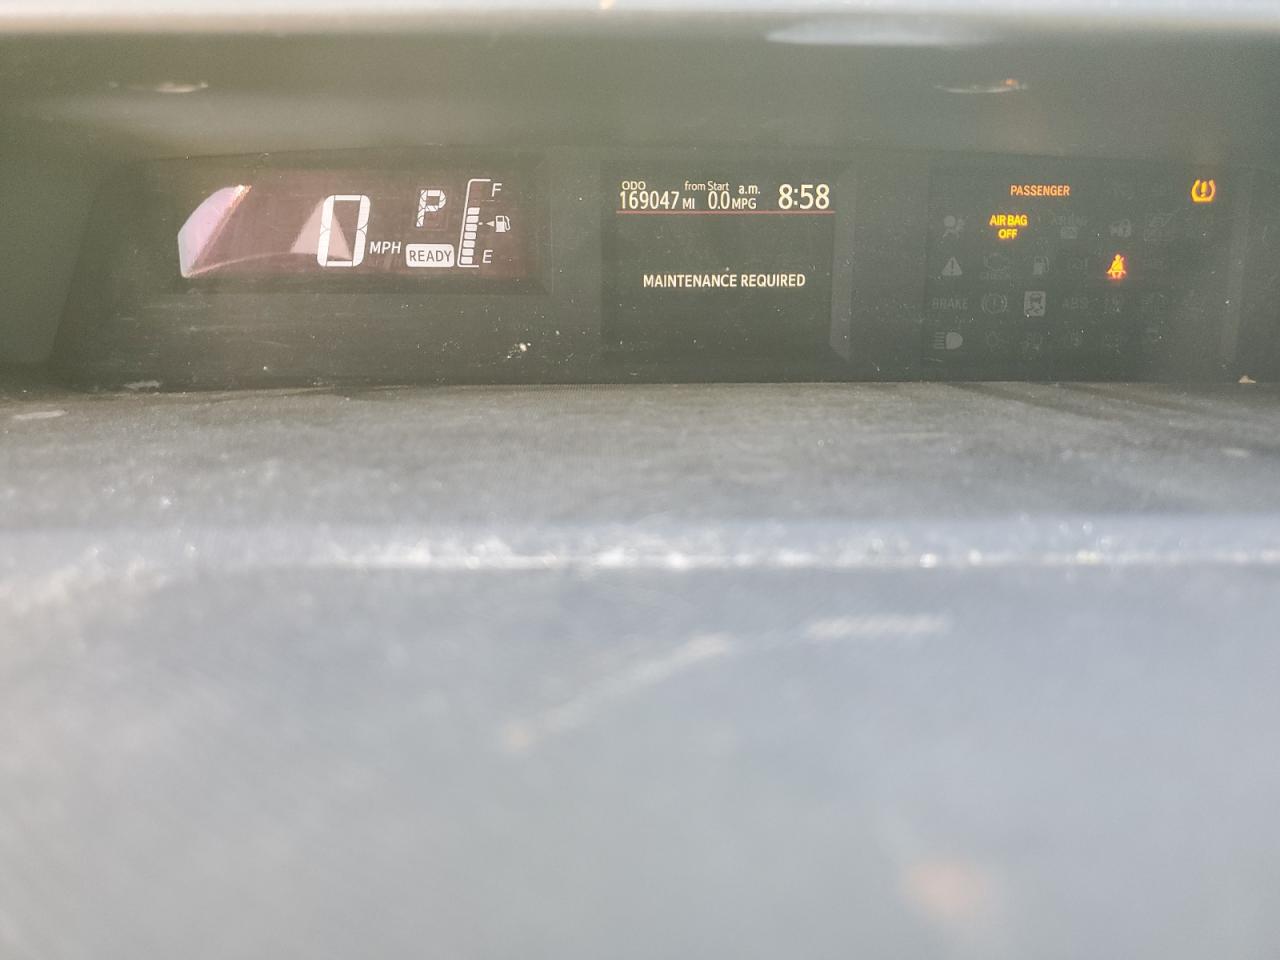 0 MPH
P
READY
F
E
ODO from Start a.m.
169047 MI 0.0 MPG 8:58
MAINTENANCE REQUIRED
PASSENGER
AIR BAG
OFF
BRAKE
ABS